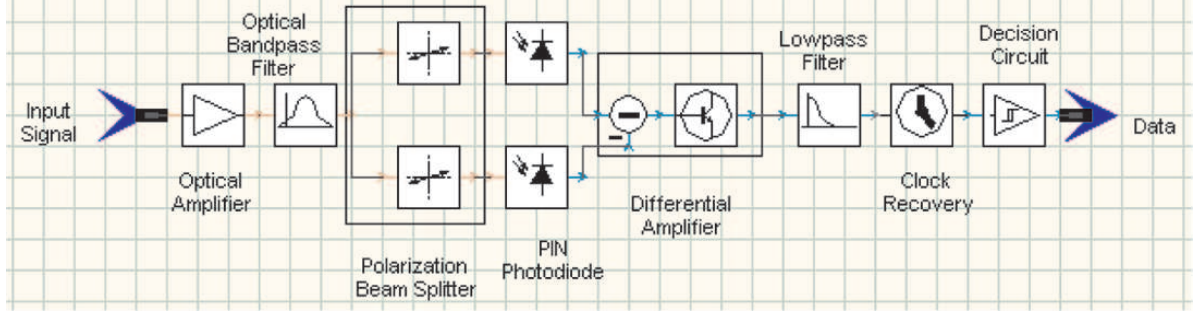 Input
Signal
Optical
Amplifier
Optical
Bandpass
Filter
Polarization
Beam Splitter
PIN
Photodiode
Differential
Amplifier
Lowpass
Filter
Clock
Recovery
Decision
Circuit
Data